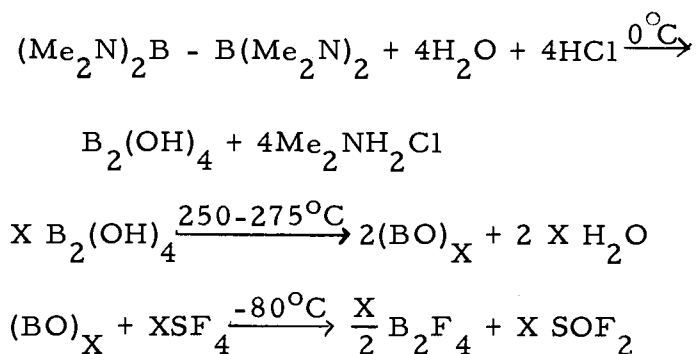 (Me₂N)₂B - B(Me₂N)₂ + 4H₂O + 4HCl 0°C→
B₂(OH)₄ + 4Me₂NH₂Cl
X B₂(OH)₄ 250-275°C→ 2(BO)ₓ + 2 X H₂O
(BO)ₓ + XSF₄ -80°C→ X/2 B₂F₄ + X SOF₂